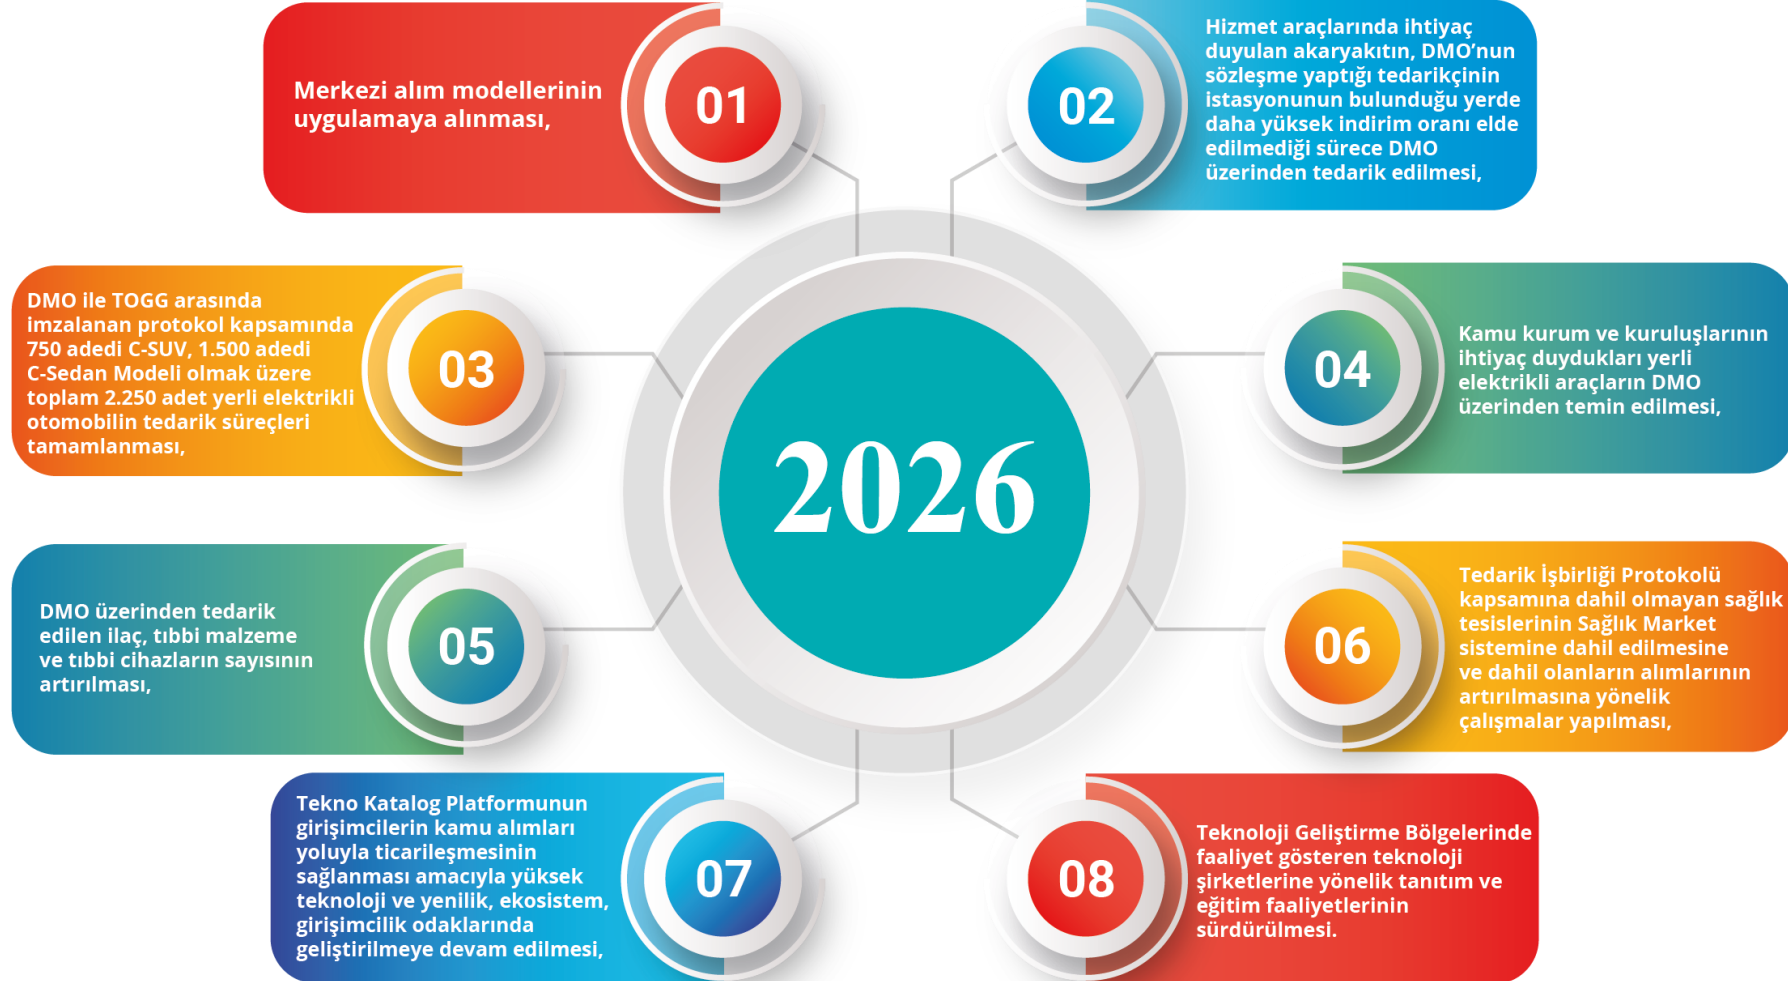 Merkezi alım modellerinin
uygulamaya alınması,
01
02
Hizmet araçlarında ihtiyaç
duyulan akaryakıtın, DMO’nun
sözleşme yaptığı tedarikçinin
istasyonunun bulunduğu yerde
daha yüksek indirim oranı elde
edilmediği sürece DMO
üzerinden tedarik edilmesi,
DMO ile TOGG arasında
imzalanan protokol kapsamında
750 adedi C-SUV, 1.500 adedi
C-Sedan Modeli olmak üzere
toplam 2.250 adet yerli elektrikli
otomobilin tedarik süreçleri
tamamlanması,
03
04
Kamu kurum ve kuruluşlarının
ihtiyaç duydukları yerli
elektrikli araçların DMO
üzerinden temin edilmesi,
2026
DMO üzerinden tedarik
edilen ilaç, tıbbi malzeme
ve tıbbi cihazların sayısının
artırılması,
05
06
Tedarik İşbirliği Protokolü
kapsamına dahil olmayan sağlık
tesislerinin Sağlık Market
sistemine dahil edilmesine
ve dahil olanların alımlarının
artırılmasına yönelik
çalışmalar yapılması,
Tekno Katalog Platformunun
girişimcilerin kamu alımları
yoluyla ticarileşmesinin
sağlanması amacıyla yüksek
teknoloji ve yenilik, ekosistem,
girişimcilik odaklarında
geliştirilmeye devam edilmesi,
07
08
Teknoloji Geliştirme Bölgelerinde
faaliyet gösteren teknoloji
şirketlerine yönelik tanıtım ve
eğitim faaliyetlerinin
sürdürülmesi.